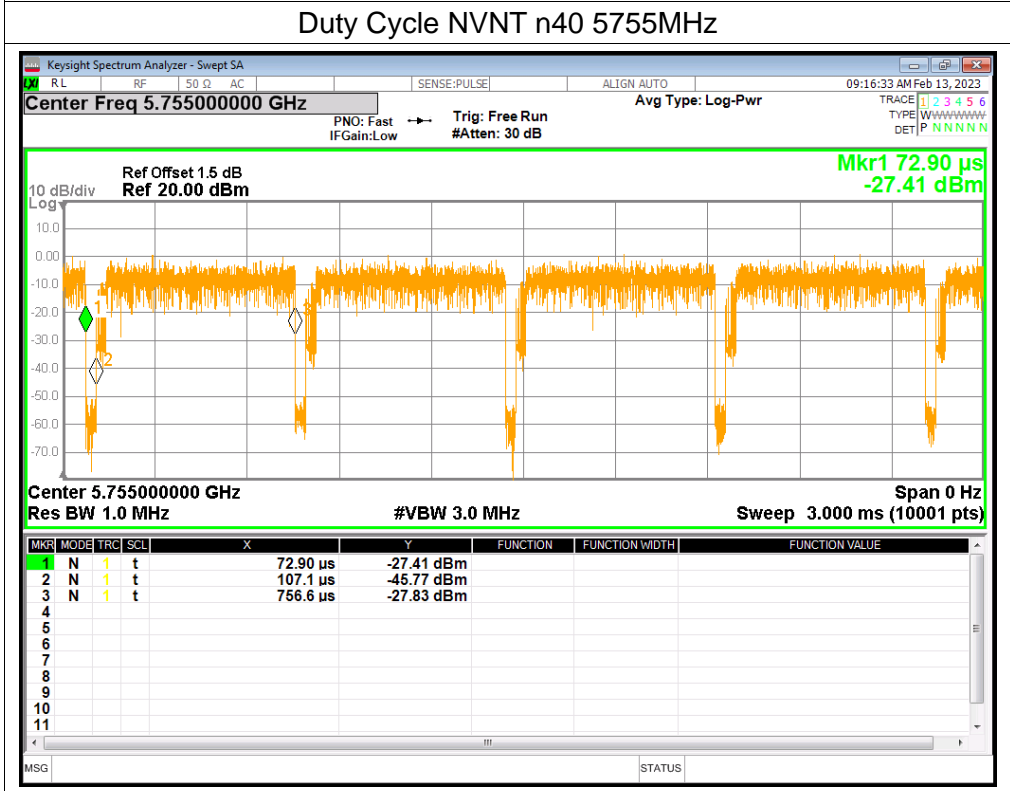 Duty Cycle NVNT n40 5755MHz
Keysight Spectrum Analyzer - Swept SA
LXI RL RF 50 Ω AC SENSE:PULSE ALIGN AUTO 09:16:33 AM Feb 13, 2023
Center Freq 5.755000000 GHz Avg Type: Log-Pwr TRACE 1 2 3 4 5 6
PNO: Fast Trig: Free Run TYPE WWWWWWW
IFGain:Low #Atten: 30 dB DET P N N N N N
Mkr1 72.90 µs
Ref Offset 1.5 dB
10 dB/div Ref 20.00 dBm -27.41 dBm
Log
10.0
0.00
-10.0
-20.0
-30.0
-40.0
-50.0
-60.0
-70.0
1
2
Center 5.755000000 GHz Span 0 Hz
Res BW 1.0 MHz #VBW 3.0 MHz Sweep 3.000 ms (10001 pts)
MKR MODE TRC SCL X Y FUNCTION FUNCTION WIDTH FUNCTION VALUE
1 N 1 t 72.90 µs -27.41 dBm
2 N 1 t 107.1 µs -45.77 dBm
3 N 1 t 756.6 µs -27.83 dBm
4
5
6
7
8
9
10
11
MSG STATUS